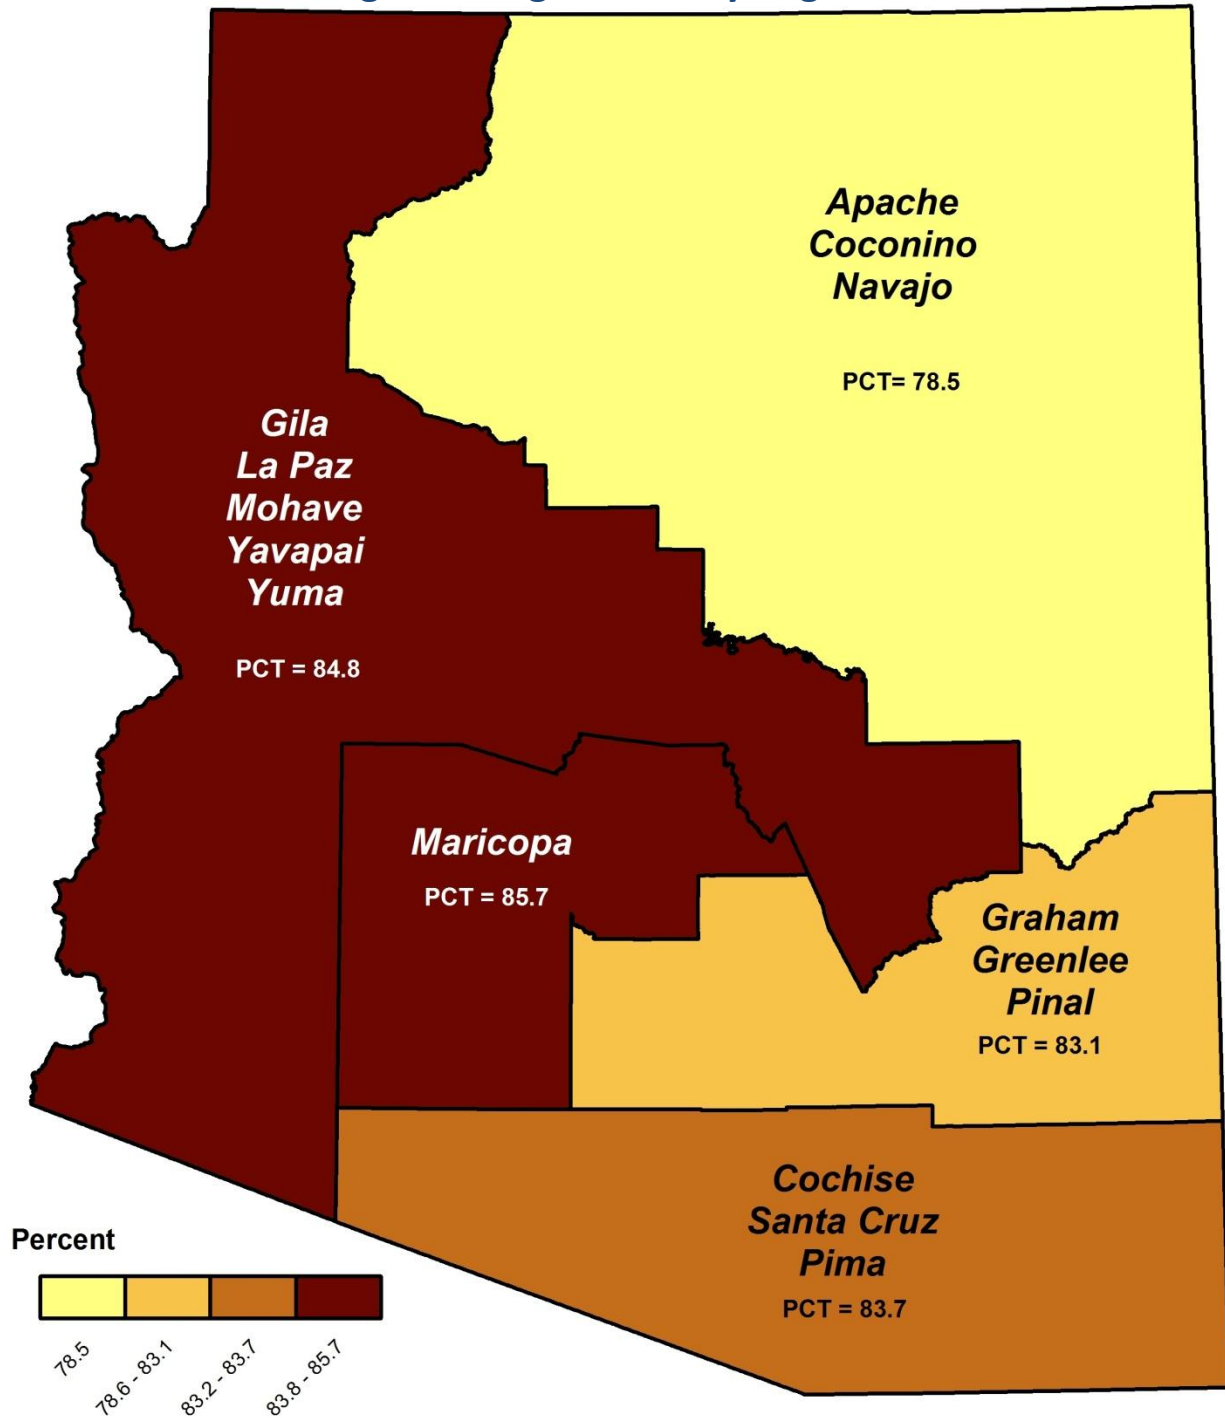 Apache
Coconino
Navajo
PCT= 78.5
Gila
La Paz
Mohave
Yavapai
Yuma
PCT = 84.8
Maricopa
PCT = 85.7
Graham
Greenlee
Pinal
PCT = 83.1
Cochise
Santa Cruz
Pima
PCT = 83.7
Percent
78.5
78.6 - 83.1
83.2 - 83.7
83.8 - 85.7